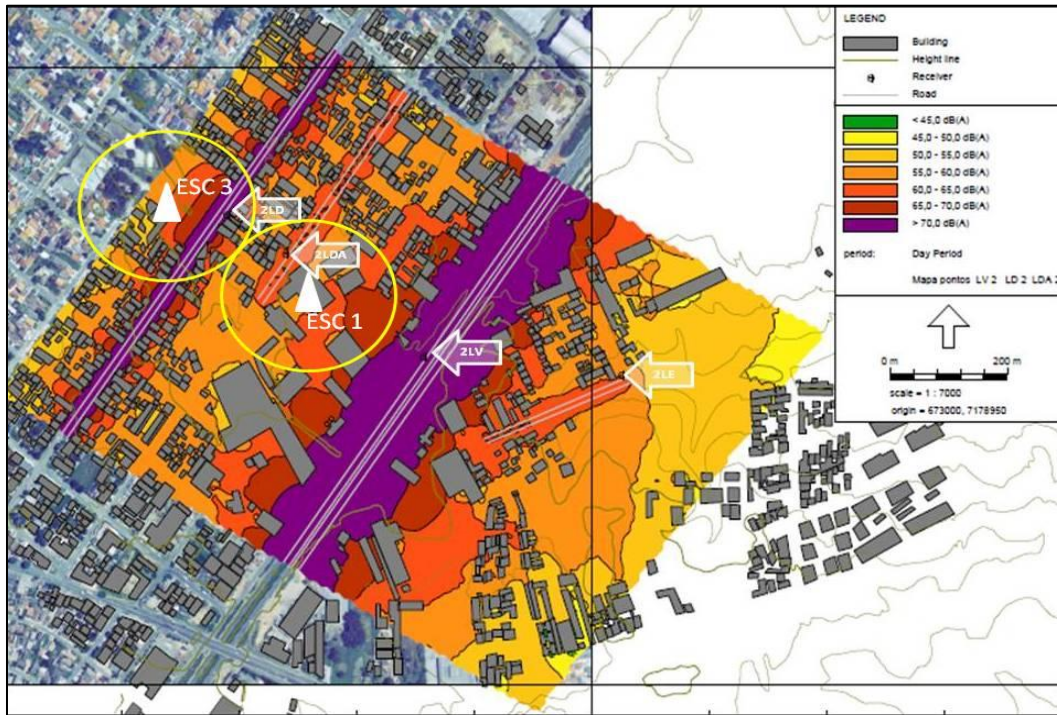 LEGEND
Building
Height line
Receiver
Road
< 45,0 dB(A)
45,0 - 50,0 dB(A)
50,0 - 55,0 dB(A)
55,0 - 60,0 dB(A)
60,0 - 65,0 dB(A)
65,0 - 70,0 dB(A)
> 70,0 dB(A)
period: Day Period
Mapa pontos LV 2 LD 2 LDA
0 m 200 m
scale = 1 : 7000
origin = 673000, 7178950
ESC 3
2LD
2LDA
ESC 1
2LV
2LE